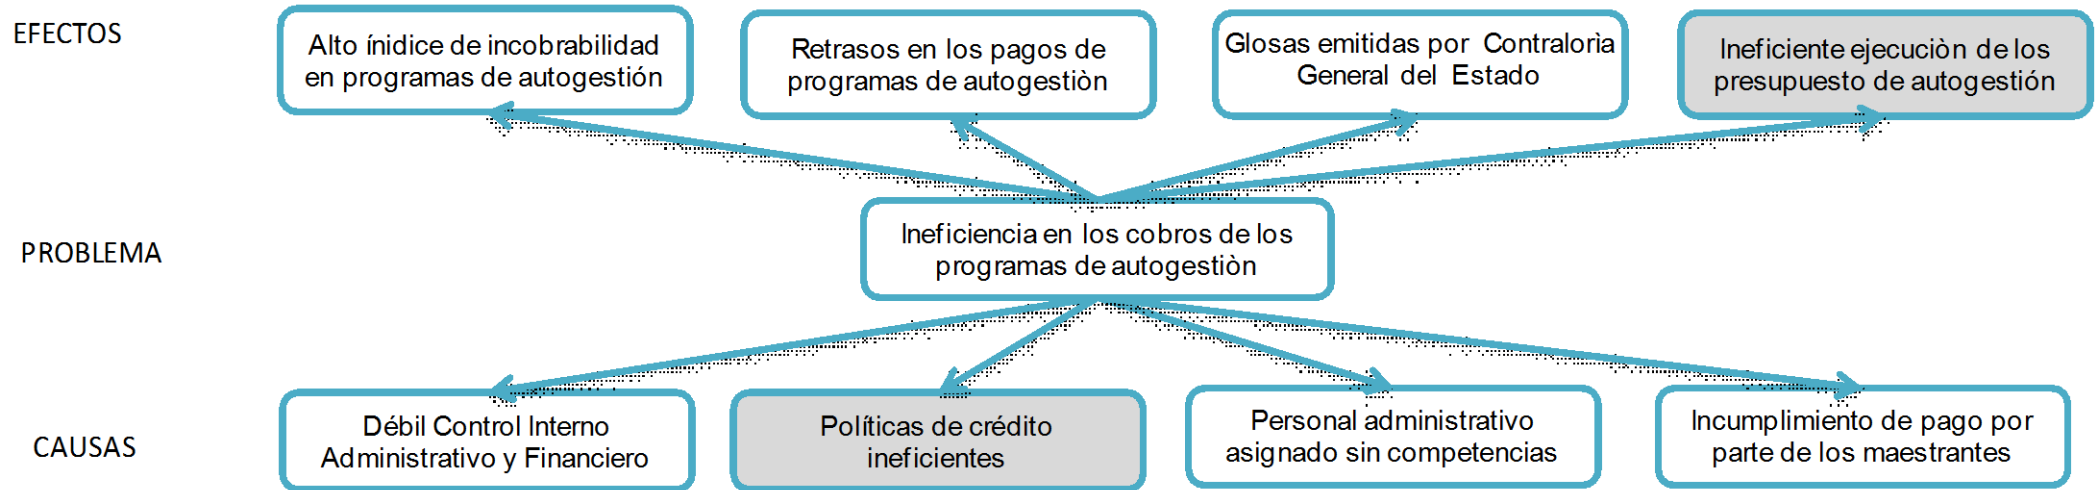 EFECTOS
Alto ínidice de incobrabilidad
en programas de autogestión
Retrasos en los pagos de
programas de autogestiòn
Glosas emitidas por Contralorìa
General del Estado
Ineficiente ejecuciòn de los
presupuesto de autogestión
PROBLEMA
Ineficiencia en los cobros de los
programas de autogestiòn
CAUSAS
Débil Control Interno
Administrativo y Financiero
Políticas de crédito
ineficientes
Personal administrativo
asignado sin competencias
Incumplimiento de pago por
parte de los maestrantes